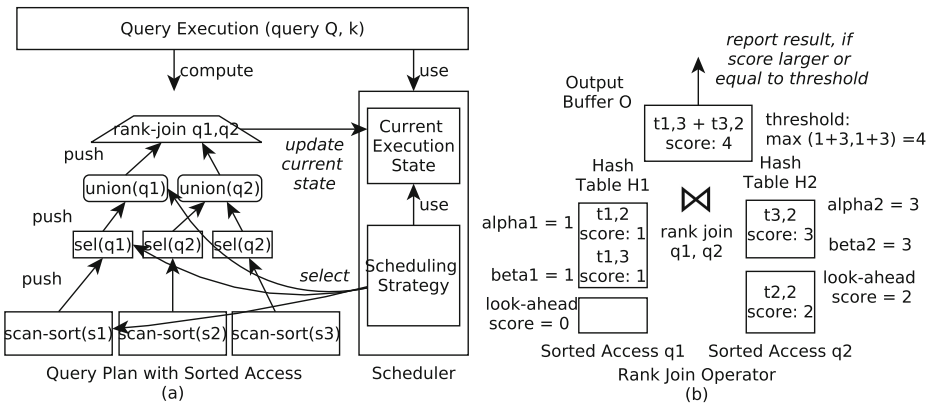 Query Execution (query Q, k)
compute
use
rank-join q1,q2
push
update
current
state
Current
Execution
State
union(q1)
union(q2)
push
use
sel(q1)
sel(q2)
sel(q2)
push
select
Scheduling
Strategy
scan-sort(s1)
scan-sort(s2)
scan-sort(s3)
Query Plan with Sorted Access
Scheduler
(a)
report result, if
score larger or
equal to threshold
Output
Buffer O
t1,3 + t3,2
score: 4
threshold:
max (1+3,1+3) =4
Hash
Table H1
Hash
Table H2
alpha1 = 1
t1,2
score: 1
t1,3
score: 1
beta1 = 1
rank join
q1, q2
t3,2
score: 3
alpha2 = 3
beta2 = 3
look-ahead
score = 0
t2,2
score: 2
look-ahead
score = 2
Sorted Access q1
Sorted Access q2
Rank Join Operator
(b)